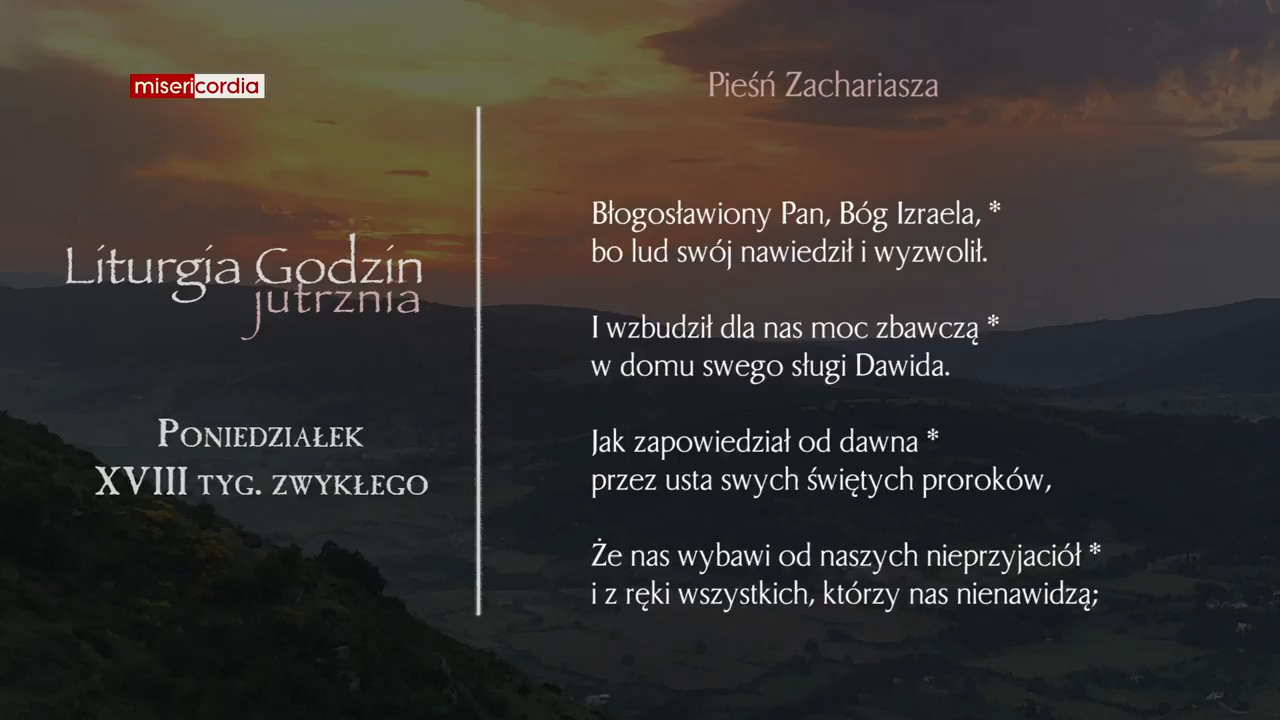 misericordia
Liturgia Godzin
jutrznia
Poniedziałek
XVIII tyg. zwykłego
Pieśń Zachariasza
Błogosławiony Pan, Bóg Izraela, *
bo lud swój nawiedził i wyzwolił.
I wzbudził dla nas moc zbawczą *
w domu swego sługi Dawida.
Jak zapowiedział od dawna *
przez usta swych świętych proroków,
Że nas wybawi od naszych nieprzyjaciół *
i z ręki wszystkich, którzy nas nienawidzą;